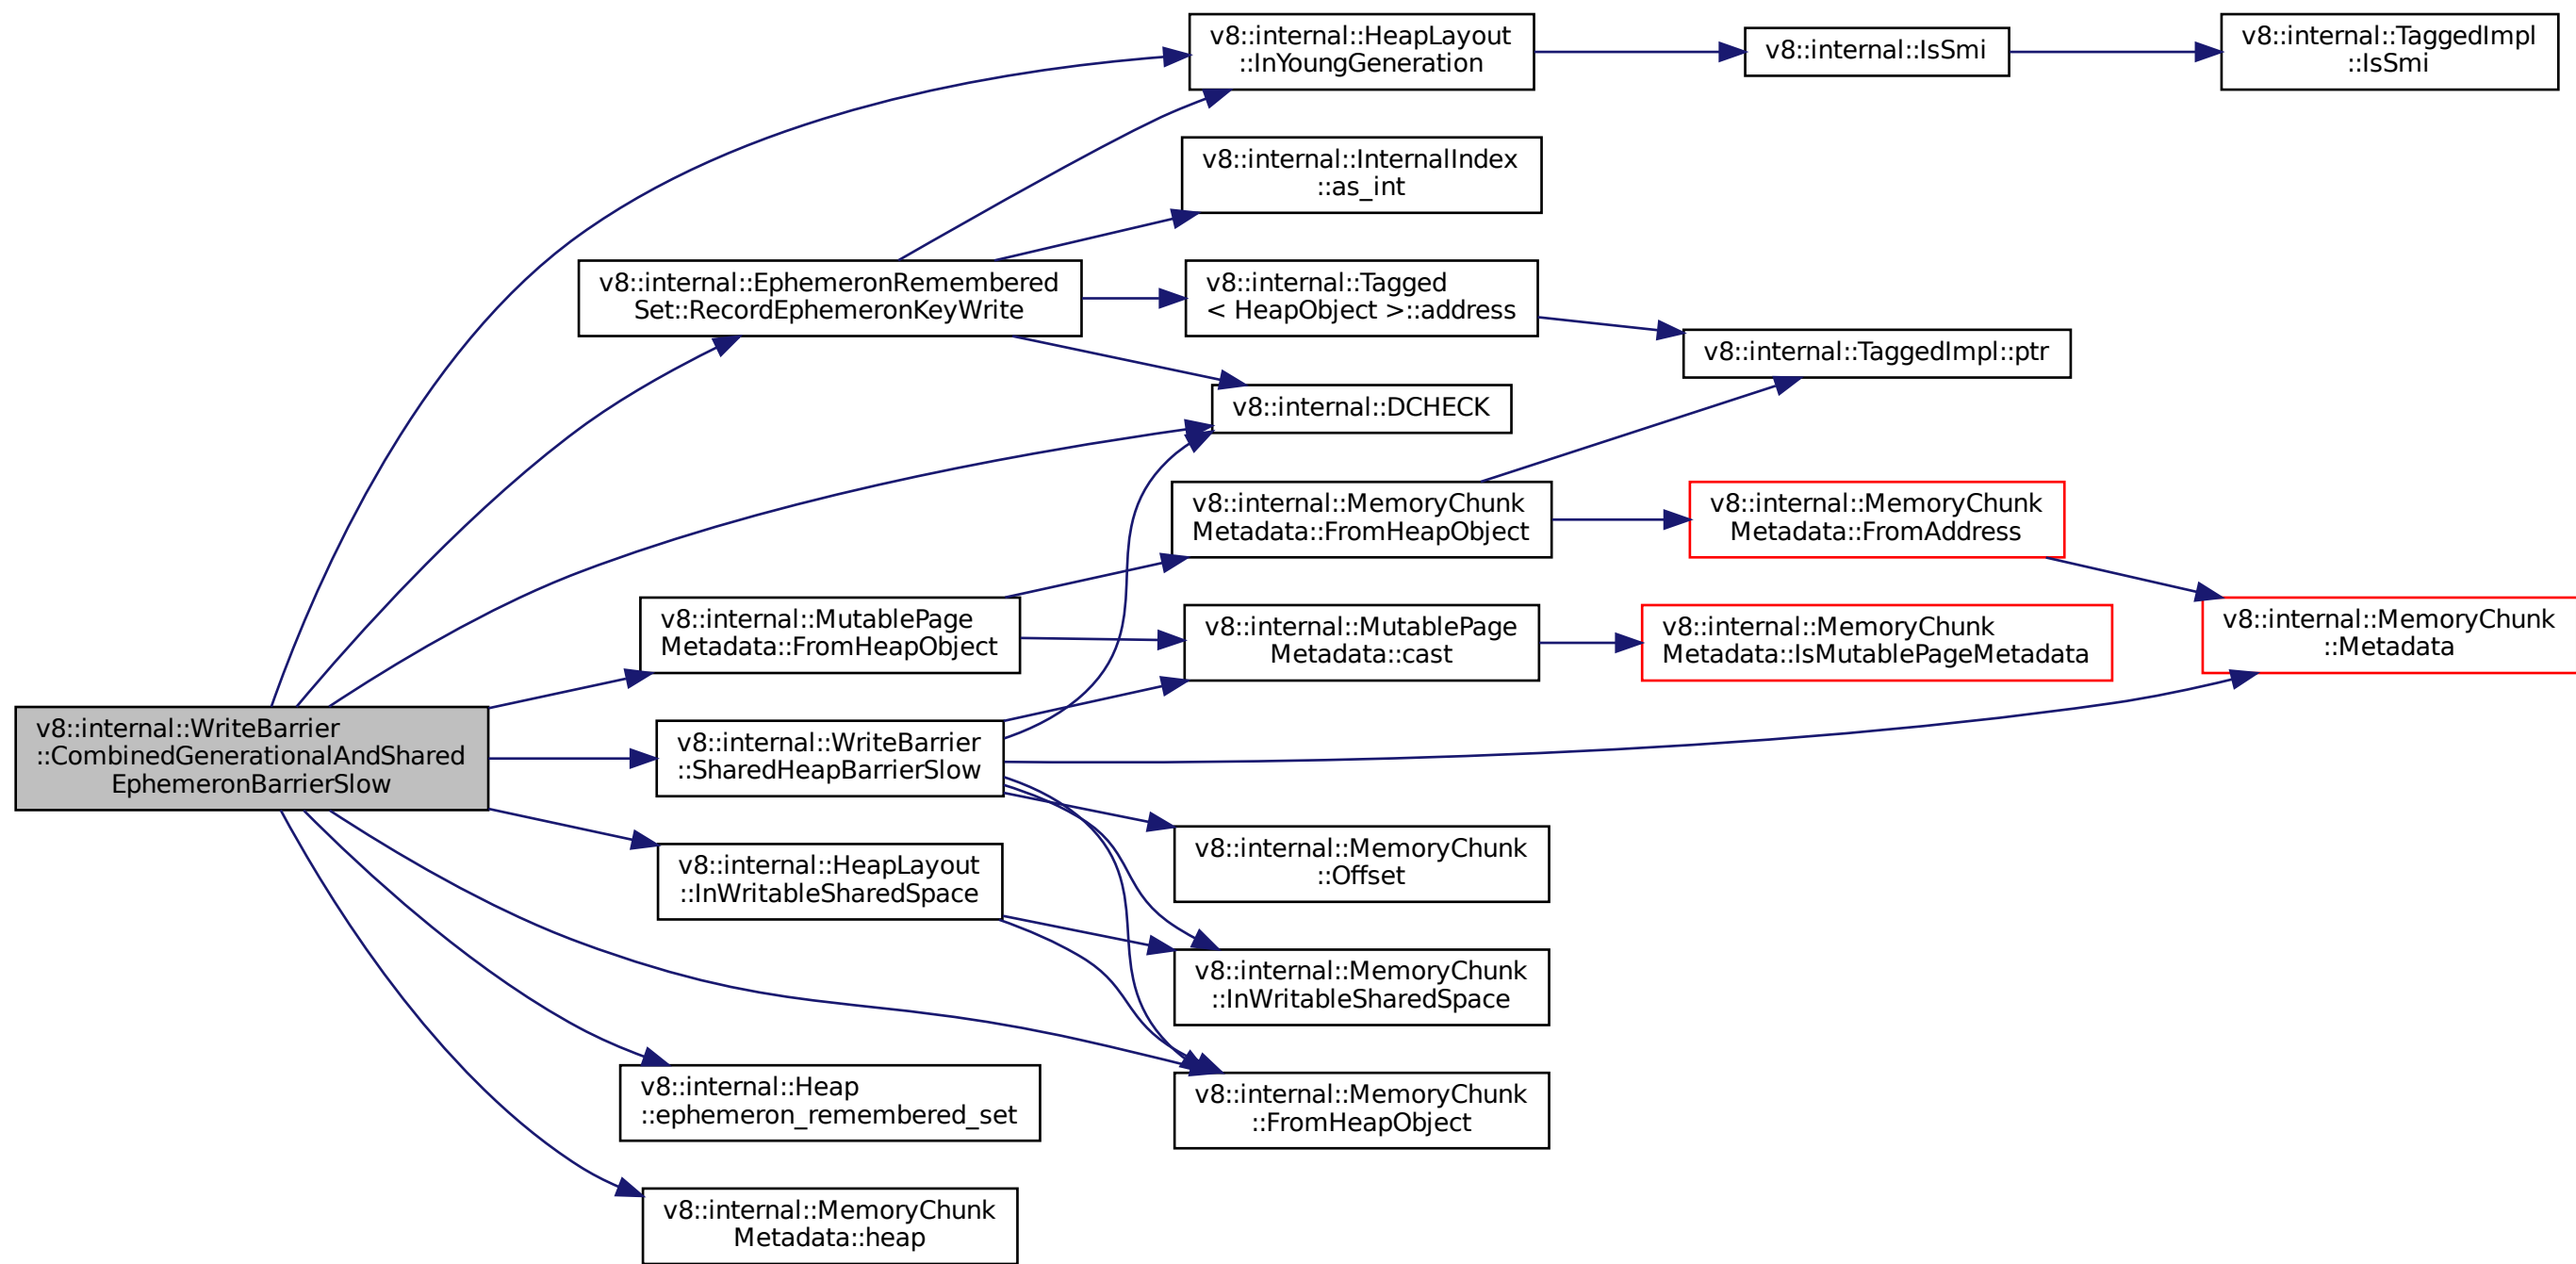 v8::internal::WriteBarrier
::CombinedGenerationalAndShared
EphemeronBarrierSlow
v8::internal::HeapLayout
::InYoungGeneration
v8::internal::IsSmi
v8::internal::TaggedImpl
::IsSmi
v8::internal::InternalIndex
::as_int
v8::internal::EphemeronRemembered
Set::RecordEphemeronKeyWrite
v8::internal::Tagged
< HeapObject >::address
v8::internal::TaggedImpl::ptr
v8::internal::DCHECK
v8::internal::MemoryChunk
Metadata::FromHeapObject
v8::internal::MemoryChunk
Metadata::FromAddress
v8::internal::MutablePage
Metadata::FromHeapObject
v8::internal::MutablePage
Metadata::cast
v8::internal::MemoryChunk
Metadata::IsMutablePageMetadata
v8::internal::MemoryChunk
::Metadata
v8::internal::WriteBarrier
::SharedHeapBarrierSlow
v8::internal::MemoryChunk
::Offset
v8::internal::HeapLayout
::InWritableSharedSpace
v8::internal::MemoryChunk
::InWritableSharedSpace
v8::internal::Heap
::ephemeron_remembered_set
v8::internal::MemoryChunk
::FromHeapObject
v8::internal::MemoryChunk
Metadata::heap